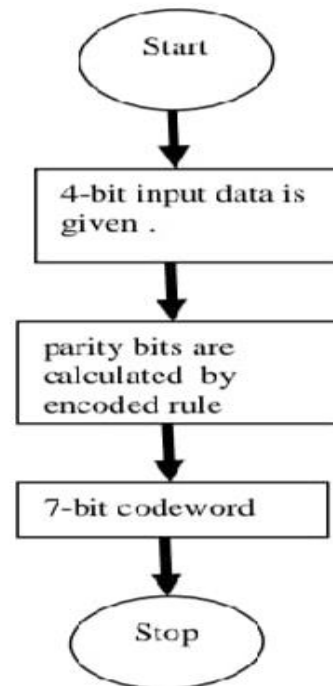 Start
4-bit input data is
given .
parity bits are
calculated by
encoded rule
7-bit codeword
Stop